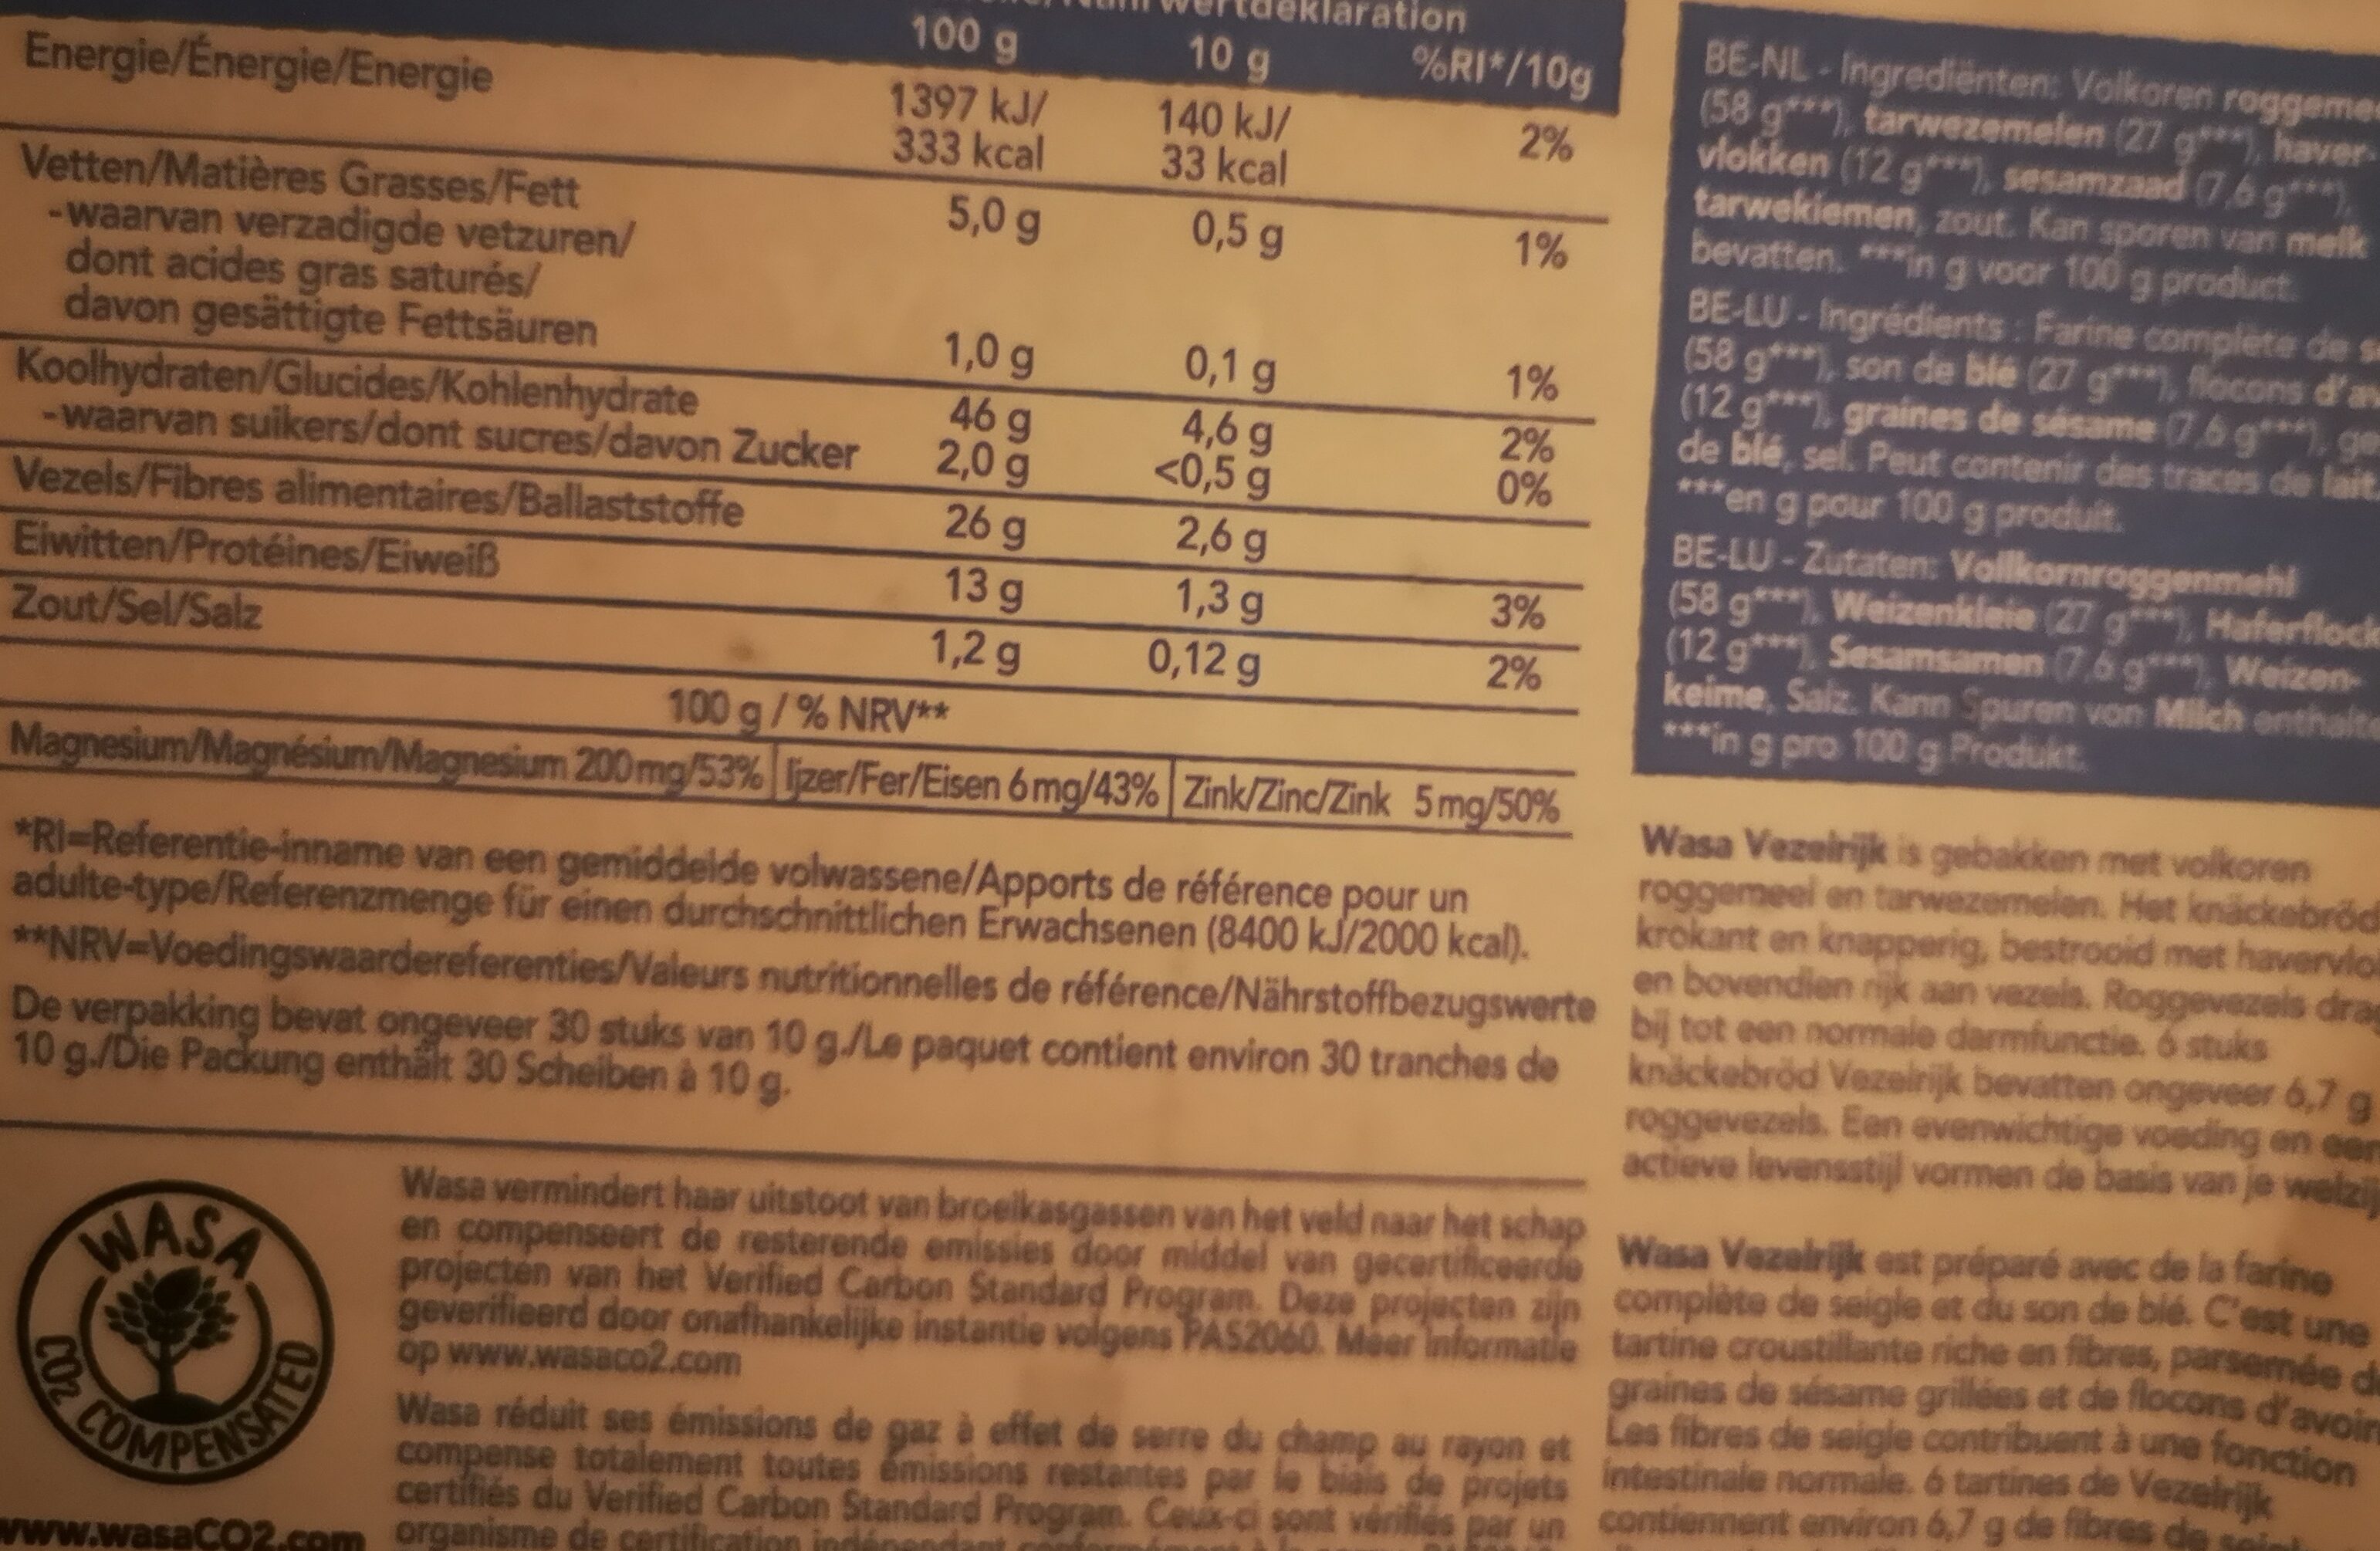 100 g 10 g %RI*/10g
Energie/Énergie/Energie 1397 kJ/ 140 kJ/ 2%
333 kcal 33 kcal
Vetten/Matières Grasses/Fett 5,0 g 0,5 g 1%
-waarvan verzadigde vetzuren/
dont acides gras saturés/
davon gesättigte Fettsäuren 1,0 g 0,1 g 1%
Koolhydraten/Glucides/Kohlenhydrate 46 g 4,6 g 2%
-waarvan suikers/dont sucres/davon Zucker 2,0 g <0,5 g 0%
Vezels/Fibres alimentaires/Ballaststoffe 26 g 2,6 g
Eiwitten/Protéines/Eiweiß 13 g 1,3 g 3%
Zout/Sel/Salz 1,2 g 0,12 g 2%
100 g / % NRV**
Magnesium/Magnésium/Magnesium 200mg/53% Ijzer/Fer/Eisen 6mg/43% Zink/Zinc/Zink 5mg/50%
*RI=Referentie-inname van een gemiddelde volwassene/Apports de référence pour un
adulte-type/Referenzmenge für einen durchschnittlichen Erwachsenen (8400 kJ/2000 kcal).
**NRV=Voedingswaardereferenties/Valeurs nutritionnelles de référence/Nährstoffbezugswerte
De verpakking bevat ongeveer 30 stuks van 10 g./Le paquet contient environ 30 tranches de
10 g./Die Packung enthält 30 Scheiben à 10 g.
WASA
CO2 COMPENSATED
www.wasaCO2.com
Wasa vermindert haar uitstoot van broeikasgassen van het veld naar het schap
en compenseert de resterende emissies door middel van gecertificeerde
projecten van het Verified Carbon Standard Program. Deze projecten zijn
geverifieerd door onafhankelijke instantie volgens PAS2060. Meer informatie
op www.wasaco2.com
Wasa réduit ses émissions de gaz à effet de serre du champ au rayon et
compense totalement toutes émissions restantes par le biais de projets
certifiés du Verified Carbon Standard Program. Ceux-ci sont vérifiés par un
organisme de certification
BE-NL - Ingrediënten: Volkoren
(58 g***), tarwezemelen (27 g***), haver-
vlokken (12 g***), sesamzaad (7,6 g***),
tarwekiemen, zout. Kan sporen van melk
bevatten. ***in g voor 100 g product.
BE-LU - Ingrédients : Farine complète de
(58 g***), son de blé (27 g***), flocons
(12 g***), graines de sésame (7,6 g***),
de blé, sel. Peut contenir des traces de lait.
***en g pour 100 g produit.
BE-LU - Zutaten: Vollkornroggenmehl
(58 g***), Weizenkleie (27 g***),
(12 g***), Sesamsamen (7,6 g***), Weizen-
keime, Salz. Kann Spuren von Milch
***in g pro 100 g Produkt.
Wasa Vezelrijk is gebakken met volkoren
roggemeel en tarwezemelen. Het
krokant en knapperig, bestrooid met
en bovendien rijk aan vezels. Roggevezels
bij tot een normale darmfunctie. 6 stuks
knäckebröd Vezelrijk bevatten ongeveer 6,7 g
roggevezels. Een evenwichtige voeding en
actieve levensstijl vormen de basis van je
Wasa Vezelrijk est préparé avec de la farine
complète de seigle et du son de blé. C'est une
tartine croustillante riche en fibres, parsemée
graines de sésame grillées et de flocons
Les fibres de seigle contribuent à une fonction
intestinale normale. 6 tartines de Vezelrijk
contiennent environ 6,7 g de fibres de